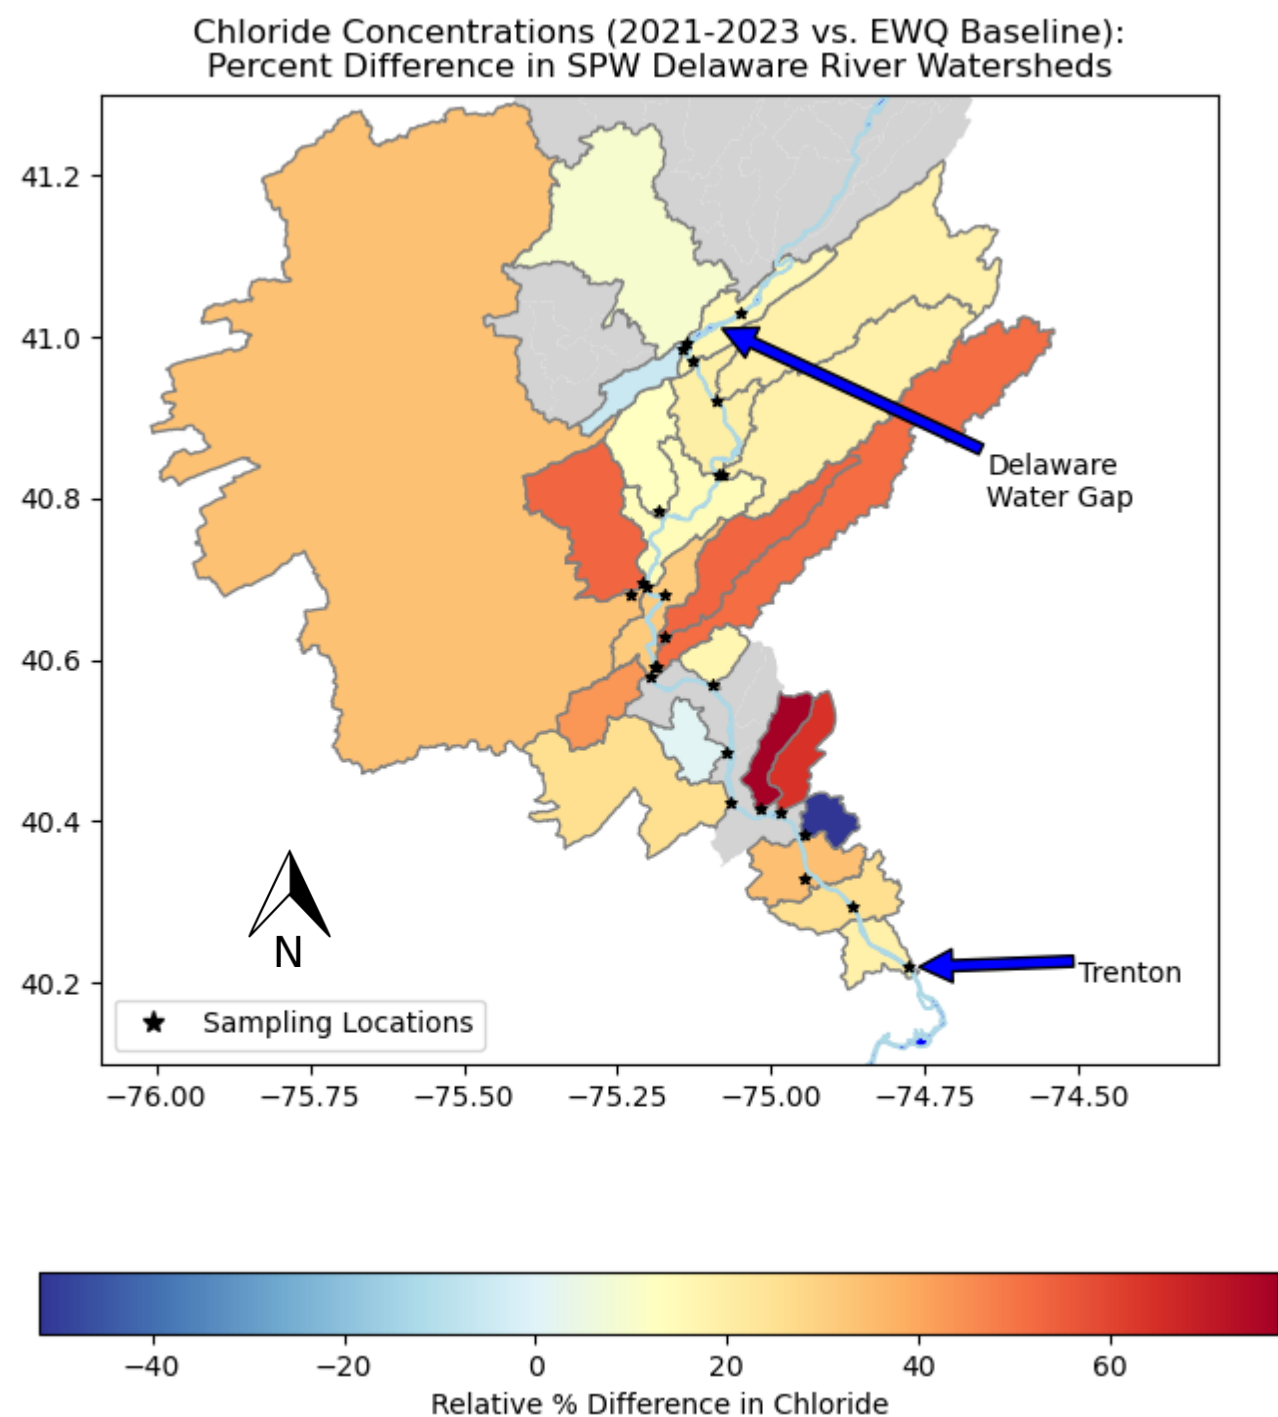 Chloride Concentrations (2021-2023 vs. EWQ Baseline):
Percent Difference in SPW Delaware River Watersheds
41.2
41.0
40.8
40.6
40.4
40.2
Delaware
Water Gap
Trenton
N
Sampling Locations
−76.00 −75.75 −75.50 −75.25 −75.00 −74.75 −74.50
−40 −20 0 20 40 60
Relative % Difference in Chloride